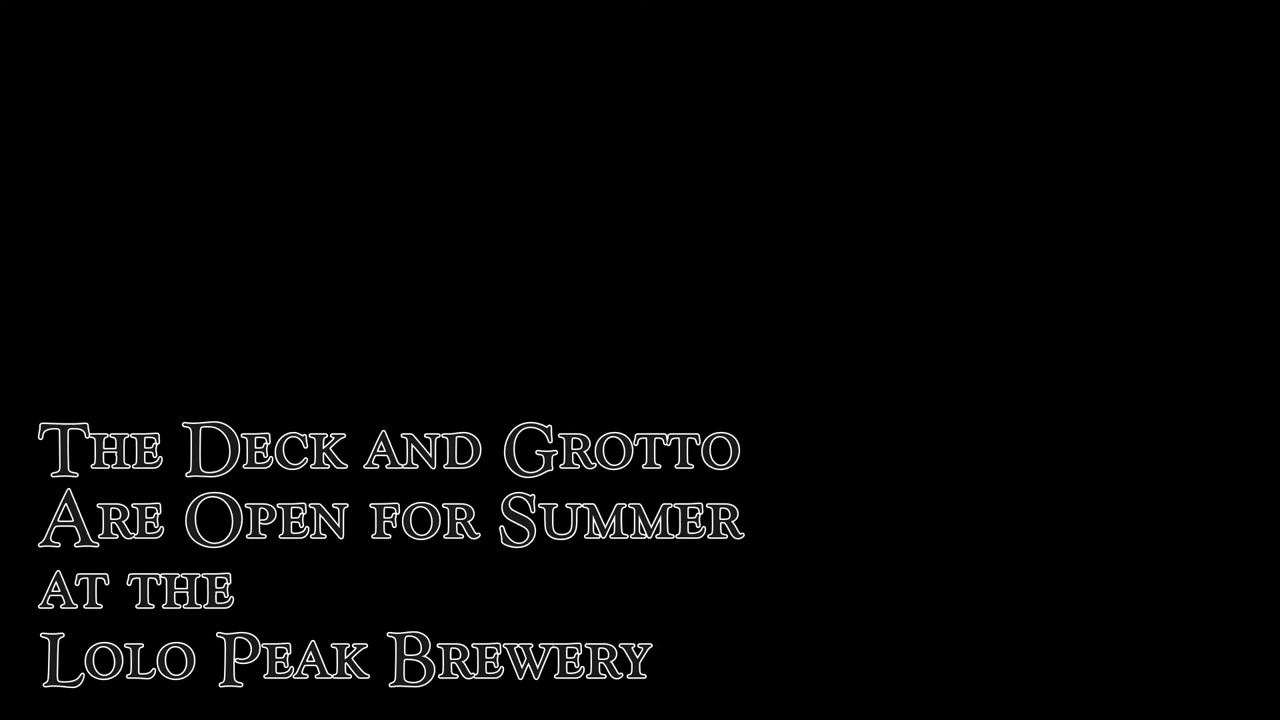 The Deck and Grotto
Are Open for Summer
at the
Lolo Peak Brewery